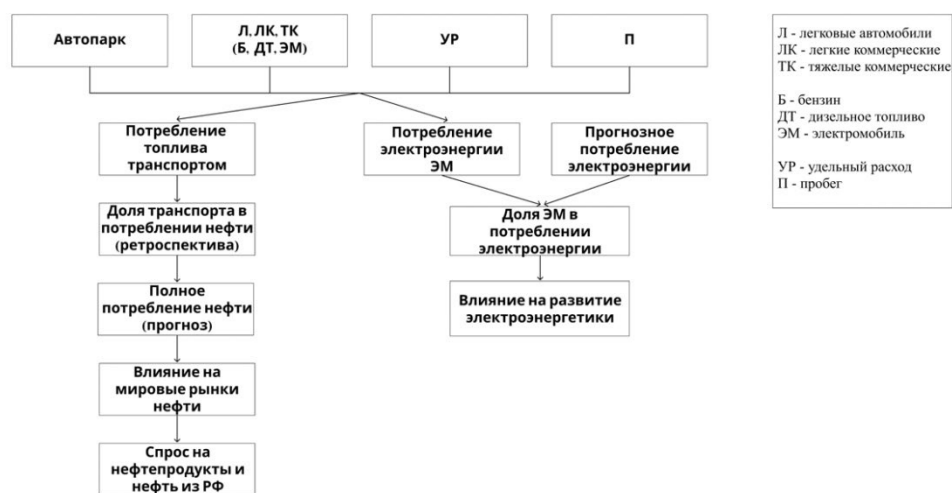 Автопарк
Л, ЛК, ТК
(Б, ДТ, ЭМ)
УР
П
Л - легковые автомобили
ЛК - легкие коммерческие
ТК - тяжелые коммерческие
Б - бензин
ДТ - дизельное топливо
ЭМ - электромобиль
УР - удельный расход
П - пробег
Потребление
топлива
транспортом
Потребление
электроэнергии
ЭМ
Прогнозное
потребление
электроэнергии
Доля транспорта в
потреблении нефти
(ретроспектива)
Доля ЭМ в
потреблении
электроэнергии
Полное
потребление нефти
(прогноз)
Влияние на развитие
электроэнергетики
Влияние на
мировые рынки
нефти
Спрос на
нефтепродукты и
нефть из РФ